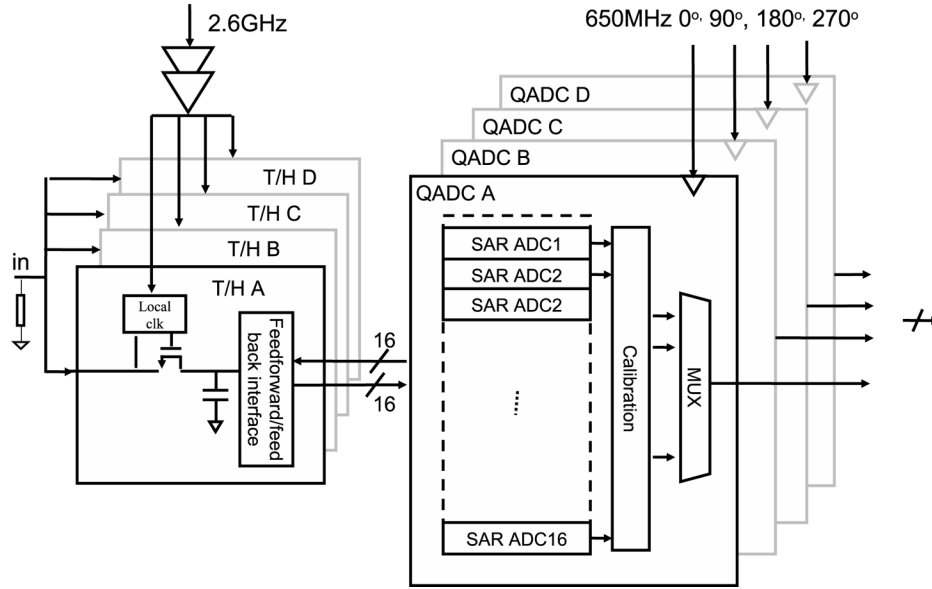 2.6GHz
650MHz 0°, 90°, 180°, 270°
QADC D
QADC C
QADC B
QADC A
T/H D
T/H C
T/H B
T/H A
in
Local
clk
Feedforward/feed
back interface
16
16
SAR ADC1
SAR ADC2
SAR ADC2
SAR ADC16
Calibration
MUX